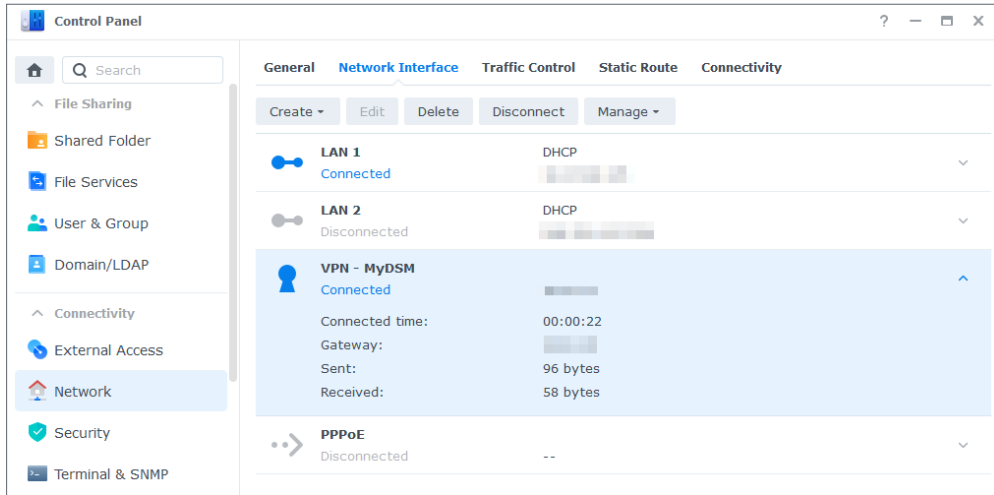 Control Panel
?
Search
File Sharing
Shared Folder
File Services
User & Group
Domain/LDAP
Connectivity
External Access
Network
Security
Terminal & SNMP
General Network Interface Traffic Control Static Route Connectivity
Create Edit Delete Disconnect Manage
LAN 1 DHCP
Connected
LAN 2 DHCP
Disconnected
VPN - MyDSM
Connected
Connected time: 00:00:22
Gateway:
Sent: 96 bytes
Received: 58 bytes
PPPoE
Disconnected --